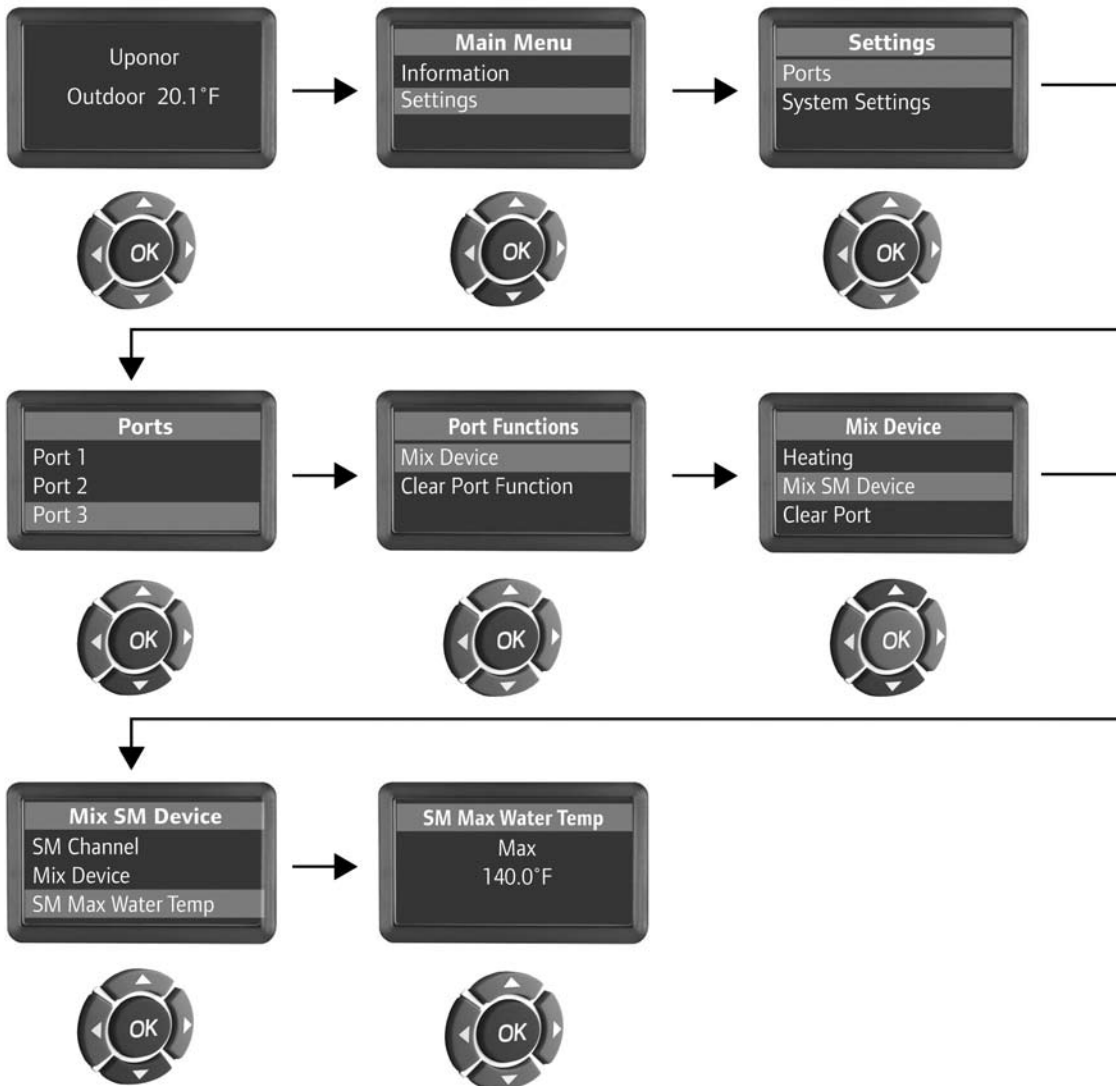 Uponor
Outdoor 20.1°F
OK
Main Menu
Information
Settings
OK
Settings
Ports
System Settings
OK
Ports
Port 1
Port 2
Port 3
OK
Port Functions
Mix Device
Clear Port Function
OK
Mix Device
Heating
Mix SM Device
Clear Port
OK
Mix SM Device
SM Channel
Mix Device
SM Max Water Temp
OK
SM Max Water Temp
Max
140.0°F
OK